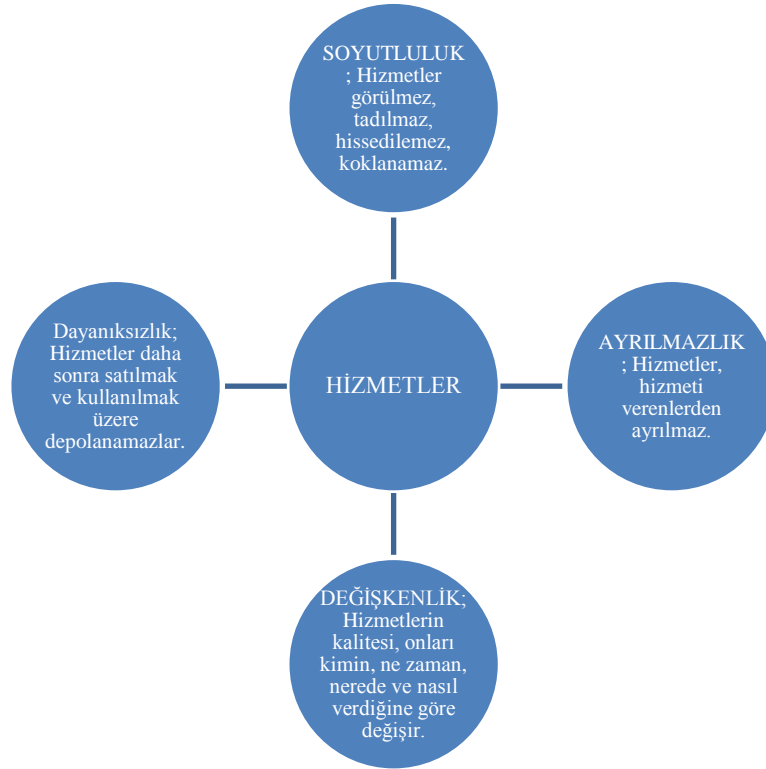 SOYUTLULUK
; Hizmetler
görülmez,
tadılmaz,
hissedilemez,
koklanamaz.
Dayanıksızlık;
Hizmetler daha
sonra satılmak
ve kullanılmak
üzere
depolanamazlar.
HİZMETLER
AYRILMAZLIK
; Hizmetler,
hizmeti
verenlerden
ayrılmaz.
DEĞİŞKENLİK;
Hizmetlerin
kalitesi, onları
kimin, ne zaman,
nerede ve nasıl
verdiğine göre
değişir.